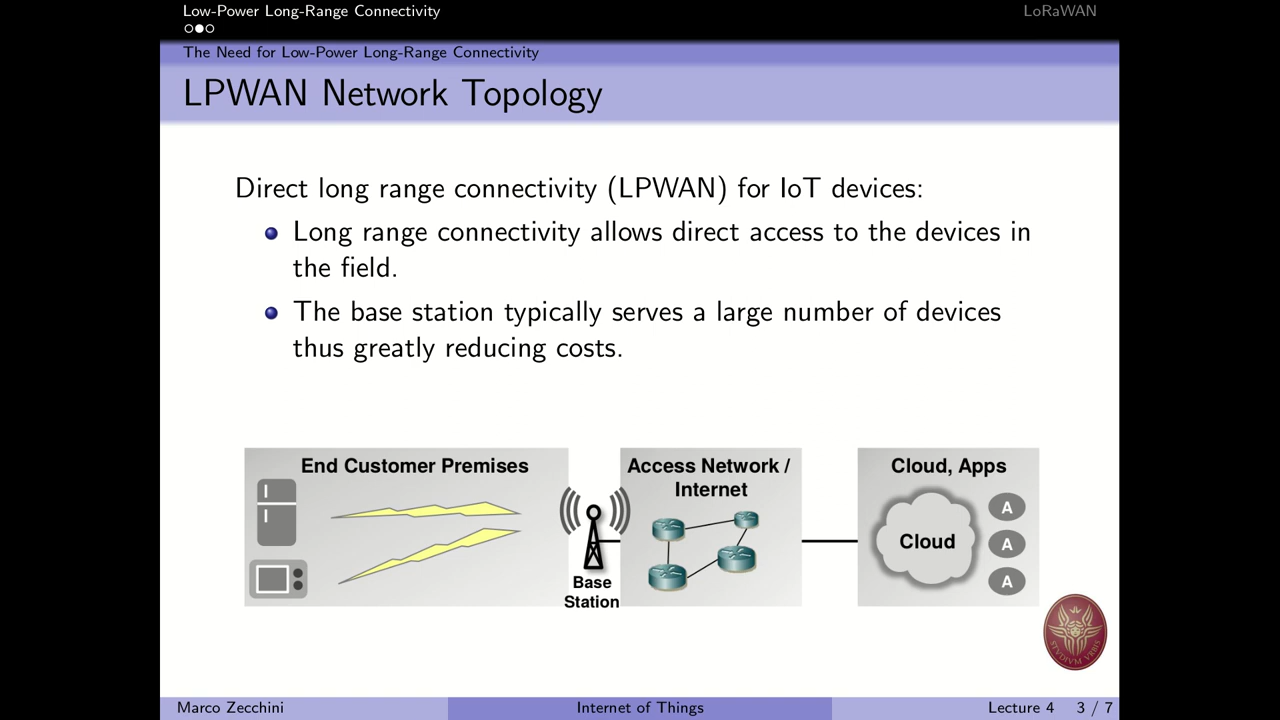 Low-Power Long-Range Connectivity
LoRaWAN
The Need for Low-Power Long-Range Connectivity
LPWAN Network Topology
Direct long range connectivity (LPWAN) for IoT devices:
Long range connectivity allows direct access to the devices in
the field.
The base station typically serves a large number of devices
thus greatly reducing costs.
End Customer Premises
Base
Station
Access Network /
Internet
Cloud, Apps
Cloud
A
A
A
STVDIVM VRBIS
Marco Zecchini
Internet of Things
Lecture 4 3 / 7